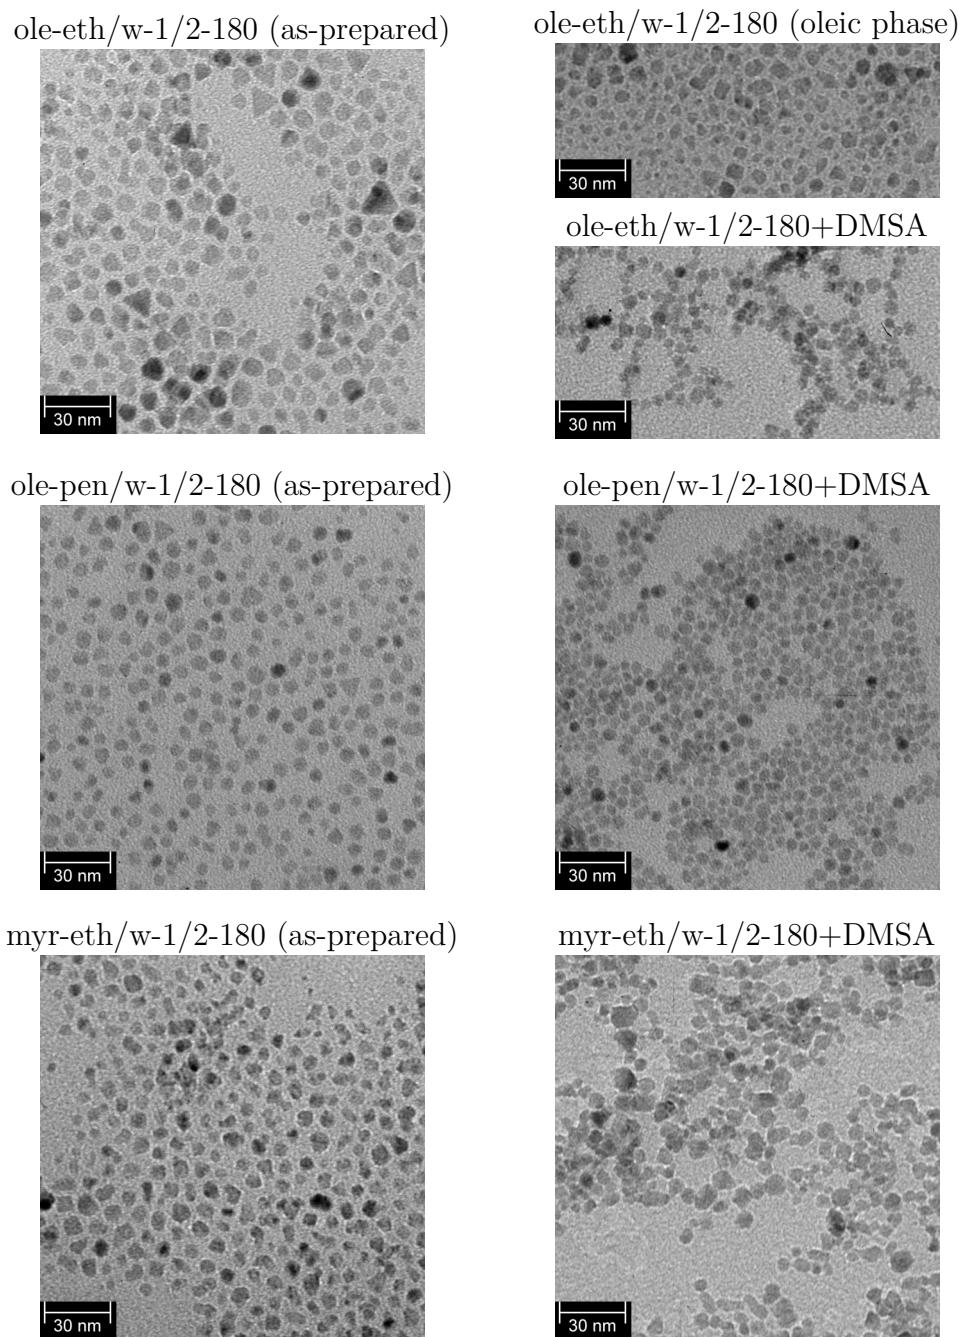 ole-eth/w-1/2-180 (as-prepared)
30 nm
ole-eth/w-1/2-180 (oleic phase)
30 nm
ole-eth/w-1/2-180+DMSA
30 nm
ole-pen/w-1/2-180 (as-prepared)
30 nm
ole-pen/w-1/2-180+DMSA
30 nm
myr-eth/w-1/2-180 (as-prepared)
30 nm
myr-eth/w-1/2-180+DMSA
30 nm